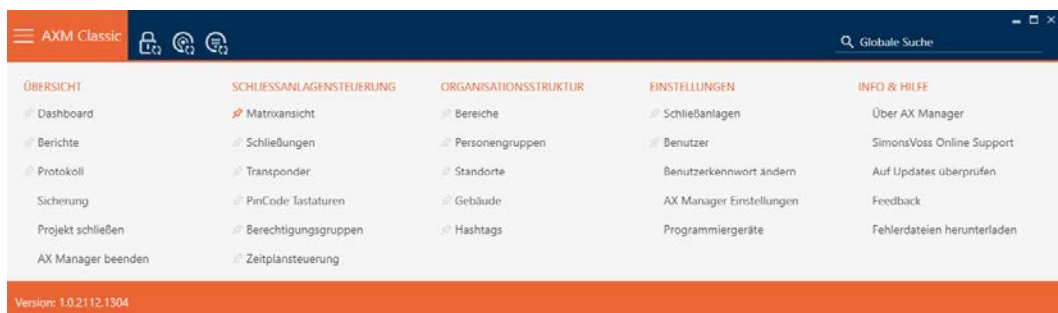 AXM Classic
Globale Suche
ÜBERSICHT
Dashboard
Berichte
Protokoll
Sicherung
Projekt schließen
AX Manager beenden
SCHLIESSANLAGENSTEUERUNG
Matrixansicht
Schließungen
Transponder
PinCode Tastaturen
Berechtigungsgruppen
Zeitplansteuerung
ORGANISATIONSSTRUKTUR
Bereiche
Personengruppen
Standorte
Gebäude
Hashtags
EINSTELLUNGEN
Schließanlagen
Benutzer
Benutzerkennwort ändern
AX Manager Einstellungen
Programmiergeräte
INFO & HILFE
Über AX Manager
SimonsVoss Online Support
Auf Updates überprüfen
Feedback
Fehlerdateien herunterladen
Version: 1.0.2112.1304